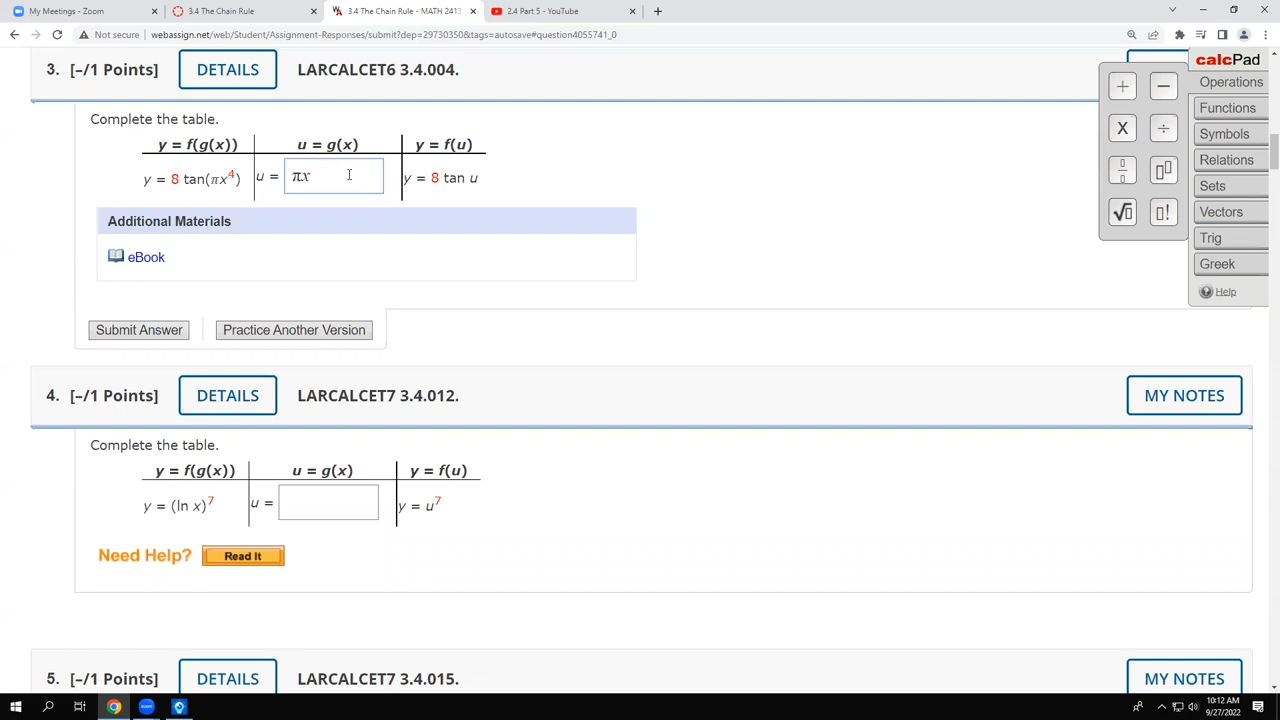 My Meetings - Zoom
3.4 The Chain Rule
3.4 The Chain Rule - MATH 2413
2.4 Part 5 - YouTube
Not secure | webassign.net/web/Student/Assignment-Responses/submit?dep=29730350&tags=autosave#question4055741_0
3. [–/1 Points] DETAILS LARCALCET6 3.4.004.
calcPad
Operations
Functions
Symbols
Relations
Sets
Vectors
Trig
Greek
Help
+ −
X ÷
√ !
Complete the table.
y = f(g(x)) u = g(x) y = f(u)
y = 8 tan(πx⁴) u = πx y = 8 tan u
Additional Materials
eBook
Submit Answer Practice Another Version
4. [–/1 Points] DETAILS LARCALCET7 3.4.012. MY NOTES
Complete the table.
y = f(g(x)) u = g(x) y = f(u)
y = (ln x)⁷ u = y = u⁷
Need Help? Read It
5. [–/1 Points] DETAILS LARCALCET7 3.4.015. MY NOTES
10:12 AM
9/27/2022